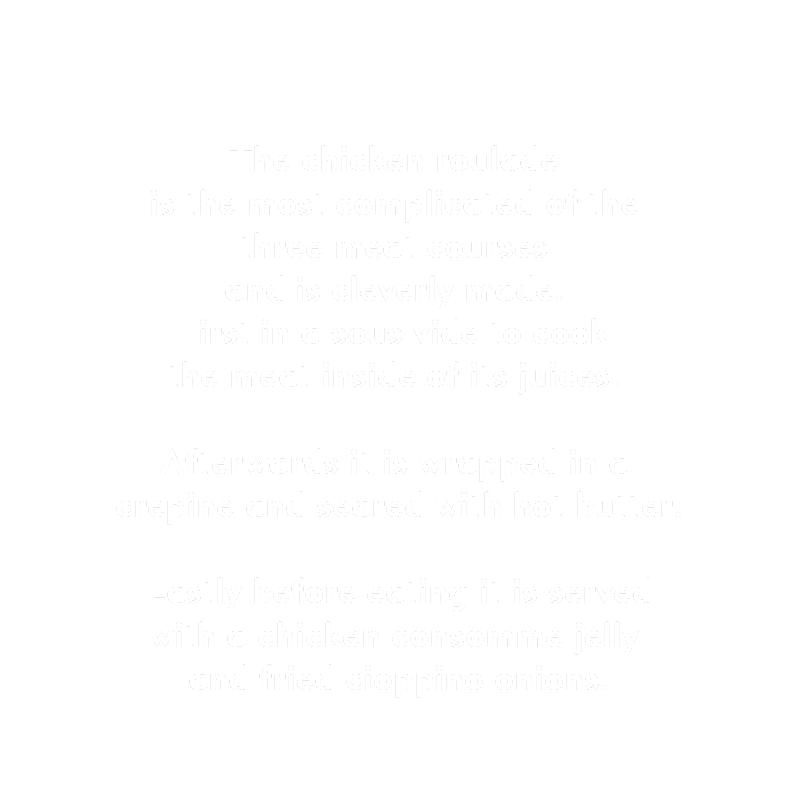 The chicken roulade
is the most complicated of the
three meat courses
and is cleverly made.
First in a sous vide to cook
the meat inside of its juices.
Afterwards it is wrapped in a
crepine and seared with hot butter.
Lastly before eating it is served
with a chicken consomme jelly
and fried cioppino onions.